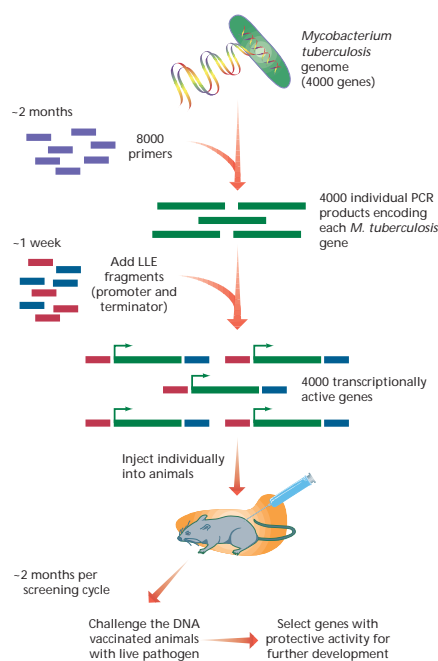 Mycobacterium
tuberculosis
genome
(4000 genes)
~2 months
8000
primers
4000 individual PCR
products encoding
each M. tuberculosis
gene
~1 week
Add LLE
fragments
(promoter and
terminator)
4000 transcriptionally
active genes
Inject individually
into animals
~2 months per
screening cycle
Challenge the DNA
vaccinated animals
with live pathogen
Select genes with
protective activity for
further development